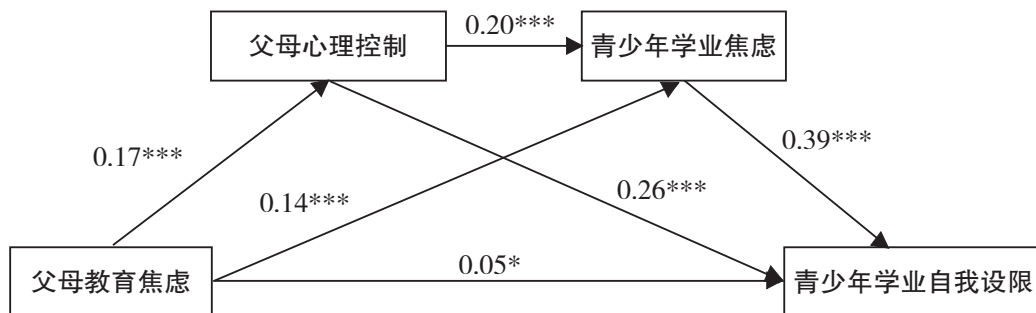 父母心理控制
0.20***
青少年学业焦虑
0.17***
0.39***
0.14***
0.26***
父母教育焦虑
0.05*
青少年学业自我设限